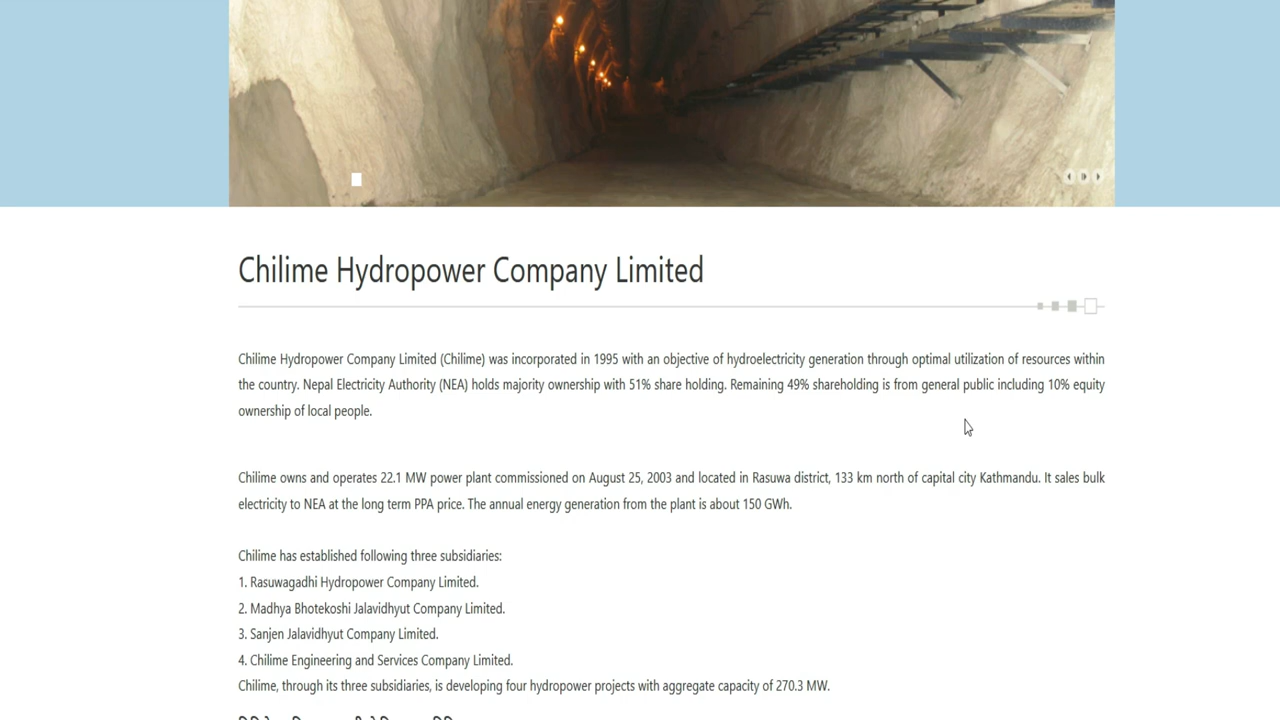 Chilime Hydropower Company Limited
Chilime Hydropower Company Limited (Chilime) was incorporated in 1995 with an objective of hydroelectricity generation through optimal utilization of resources within
the country. Nepal Electricity Authority (NEA) holds majority ownership with 51% share holding. Remaining 49% shareholding is from general public including 10% equity
ownership of local people.
Chilime owns and operates 22.1 MW power plant commissioned on August 25, 2003 and located in Rasuwa district, 133 km north of capital city Kathmandu. It sales bulk
electricity to NEA at the long term PPA price. The annual energy generation from the plant is about 150 GWh.
Chilime has established following three subsidiaries:
1. Rasuwagadhi Hydropower Company Limited.
2. Madhya Bhotekoshi Jalavidhyut Company Limited.
3. Sanjen Jalavidhyut Company Limited.
4. Chilime Engineering and Services Company Limited.
Chilime, through its three subsidiaries, is developing four hydropower projects with aggregate capacity of 270.3 MW.